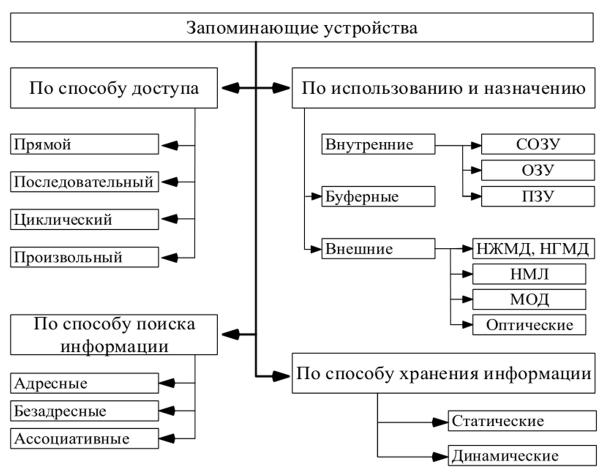 Запоминающие устройства
По способу доступа
Прямой
Последовательный
Циклический
Произвольный
По использованию и назначению
Внутренние
СОЗУ
ОЗУ
ПЗУ
Буферные
Внешние
НЖМД, НГМД
НМЛ
МОД
Оптические
По способу поиска
информации
Адресные
Безадресные
Ассоциативные
По способу хранения информации
Статические
Динамические